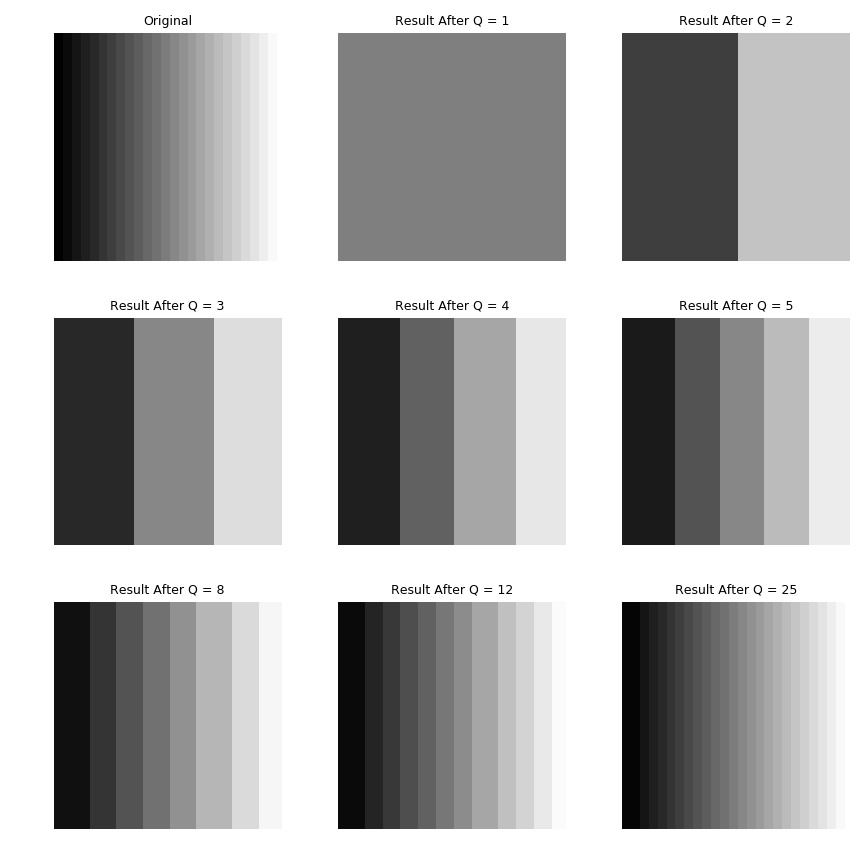 Original
Result After Q = 1
Result After Q = 2
Result After Q = 3
Result After Q = 4
Result After Q = 5
Result After Q = 8
Result After Q = 12
Result After Q = 25